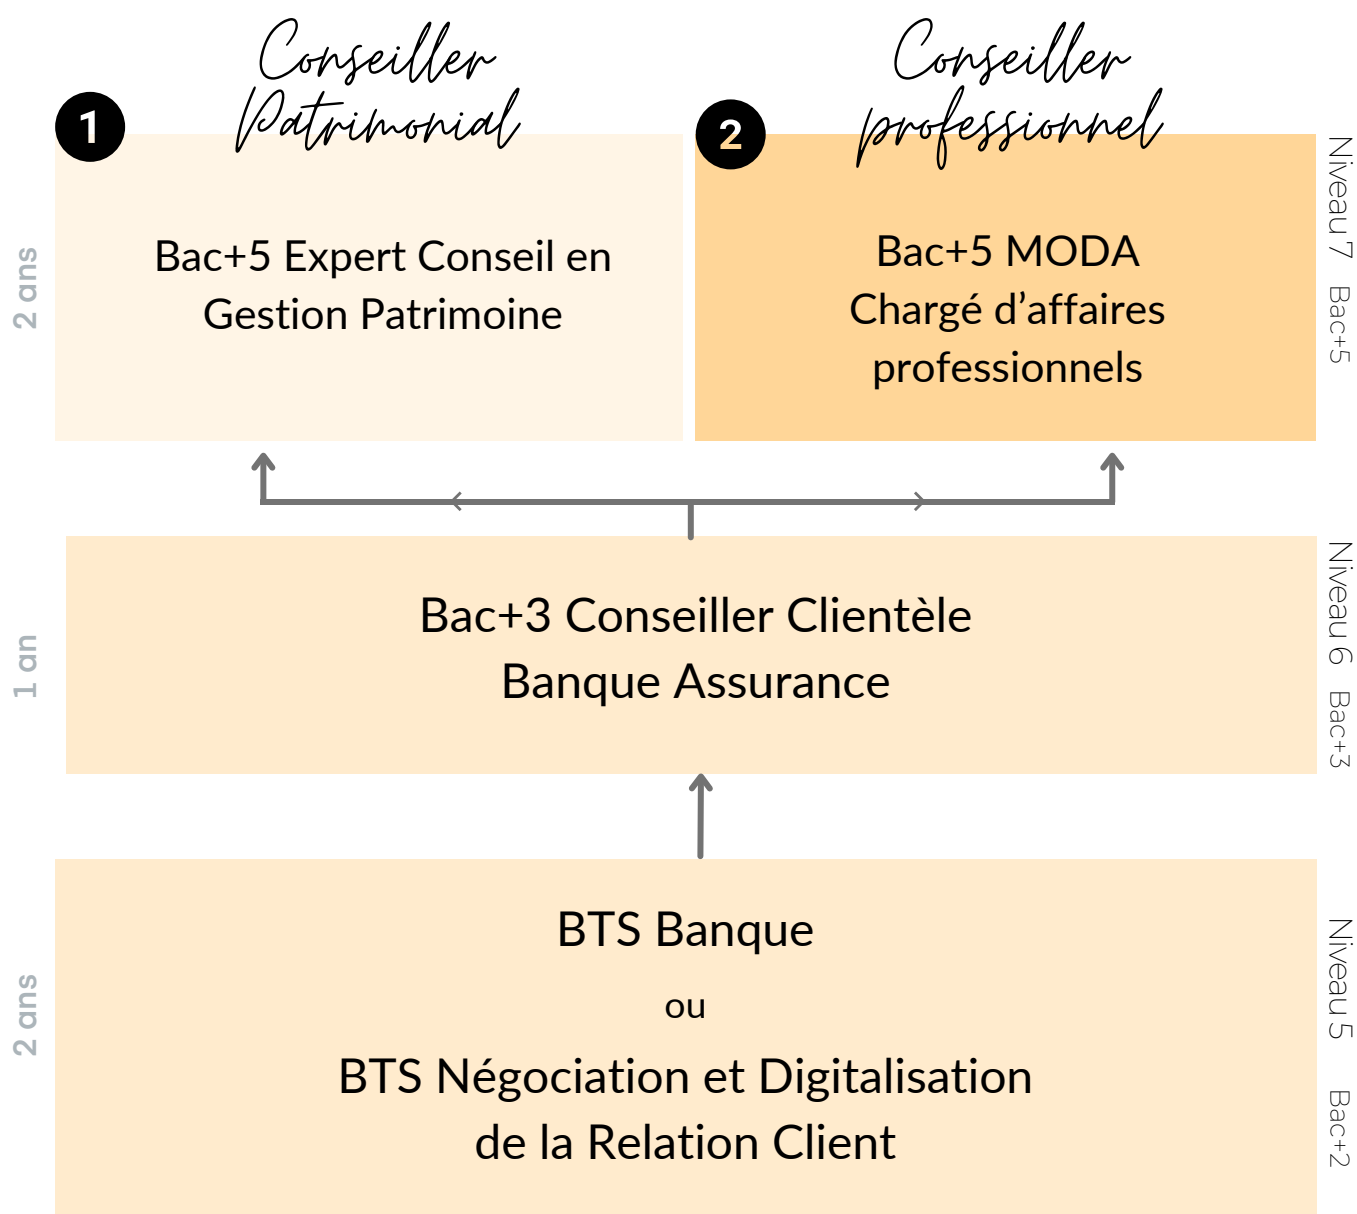 Conseiller
Patrimonial
1
Conseiller
professionnel
2
2 ans
Bac+5 Expert Conseil en
Gestion Patrimoine
Bac+5 MODA
Chargé d’affaires
professionnels
Niveau 7 Bac+5
1 an
Bac+3 Conseiller Clientèle
Banque Assurance
Niveau 6 Bac+3
2 ans
BTS Banque
ou
BTS Négociation et Digitalisation
de la Relation Client
Niveau 5 Bac+2